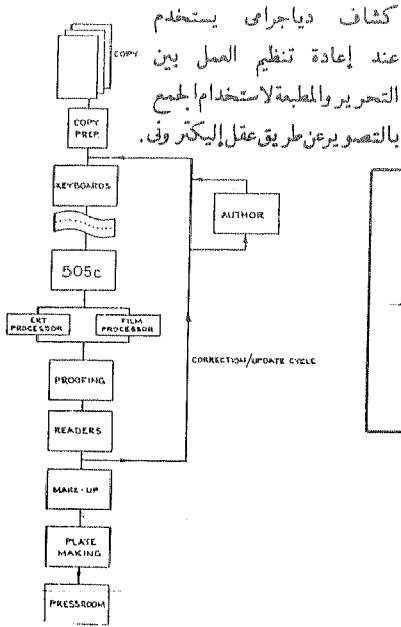 كشاف دياجرامى يستخدم
عند إعادة تنظيم العمل بين
التحرير والمطبعة لاستخدام الجمع
بالتصوير عن طريق عقل إليكترونى.
COPY
COPY
PREP.
KEYBOARDS
AUTHOR
505c
EKT
PROCESSOR
FILM
PROCESSOR
PROOFING
CORRECTION/UPDATE CYCLE
READERS
MAKE-UP
PLATE
MAKING
PRESSROOM